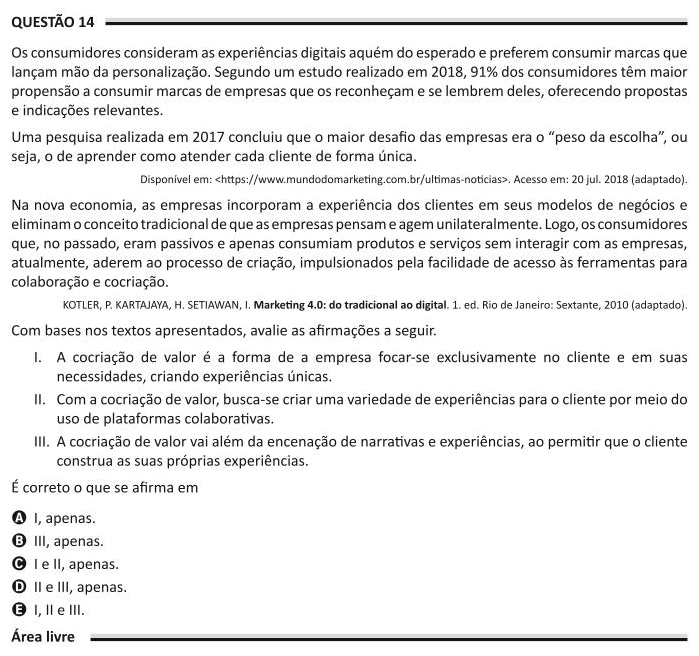 QUESTÃO 14
Os consumidores consideram as experiências digitais aquém do esperado e preferem consumir marcas que
lançam mão da personalização. Segundo um estudo realizado em 2018, 91% dos consumidores têm maior
propensão a consumir marcas de empresas que os reconheçam e se lembrem deles, oferecendo propostas
e indicações relevantes.
Uma pesquisa realizada em 2017 concluiu que o maior desafio das empresas era o “peso da escolha”, ou
seja, o de aprender como atender cada cliente de forma única.
Disponível em: <https://www.mundodomarketing.com.br/ultimas-noticias>. Acesso em: 20 jul. 2018 (adaptado).
Na nova economia, as empresas incorporam a experiência dos clientes em seus modelos de negócios e
eliminam o conceito tradicional de que as empresas pensam e agem unilateralmente. Logo, os consumidores
que, no passado, eram passivos e apenas consumiam produtos e serviços sem interagir com as empresas,
atualmente, aderem ao processo de criação, impulsionados pela facilidade de acesso às ferramentas para
colaboração e cocriação.
KOTLER, P. KARTAJAYA, H. SETIAWAN, I. Marketing 4.0: do tradicional ao digital. 1. ed. Rio de Janeiro: Sextante, 2010 (adaptado).
Com bases nos textos apresentados, avalie as afirmações a seguir.
I. A cocriação de valor é a forma de a empresa focar-se exclusivamente no cliente e em suas
necessidades, criando experiências únicas.
II. Com a cocriação de valor, busca-se criar uma variedade de experiências para o cliente por meio do
uso de plataformas colaborativas.
III. A cocriação de valor vai além da encenação de narrativas e experiências, ao permitir que o cliente
construa as suas próprias experiências.
É correto o que se afirma em
A I, apenas.
B III, apenas.
C I e II, apenas.
D II e III, apenas.
E I, II e III.
Área livre